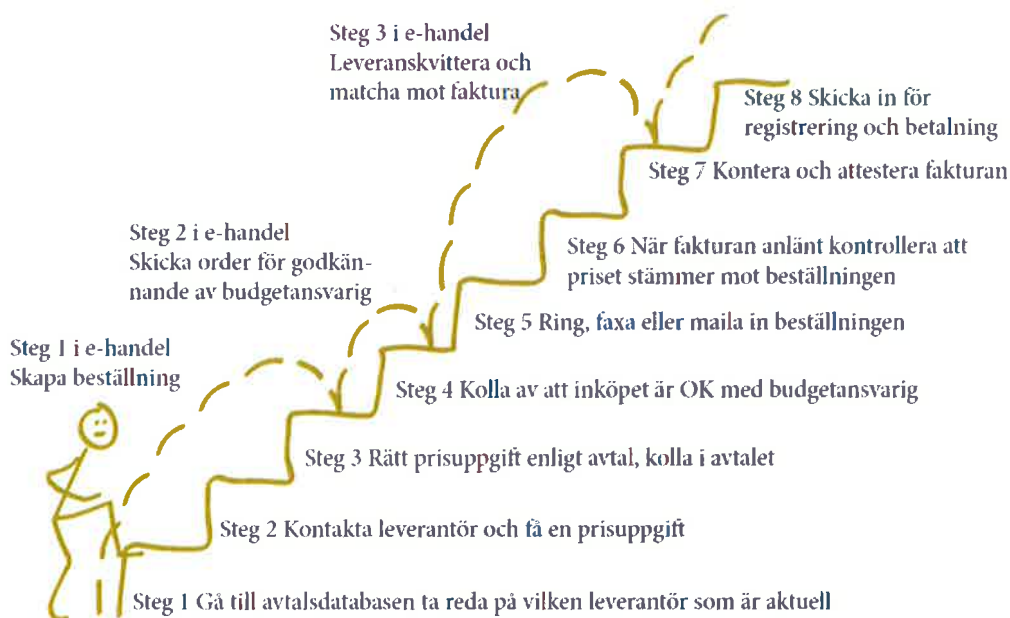 Steg 3 i e-handel
Leveranskvittera och
matcha mot faktura
Steg 8 Skicka in för
registrering och betalning
Steg 7 Kontera och attestera fakturan
Steg 2 i e-handel
Skicka order för godkän-
nande av budgetansvarig
Steg 6 När fakturan anlänt kontrollera att
priset stämmer mot beställningen
Steg 5 Ring, faxa eller maila in beställningen
Steg 1 i e-handel
Skapa beställning
Steg 4 Kolla av att inköpet är OK med budgetansvarig
Steg 3 Rätt prisuppgift enligt avtal, kolla i avtalet
Steg 2 Kontakta leverantör och få en prisuppgift
Steg 1 Gå till avtalsdatabasen ta reda på vilken leverantör som är aktuell